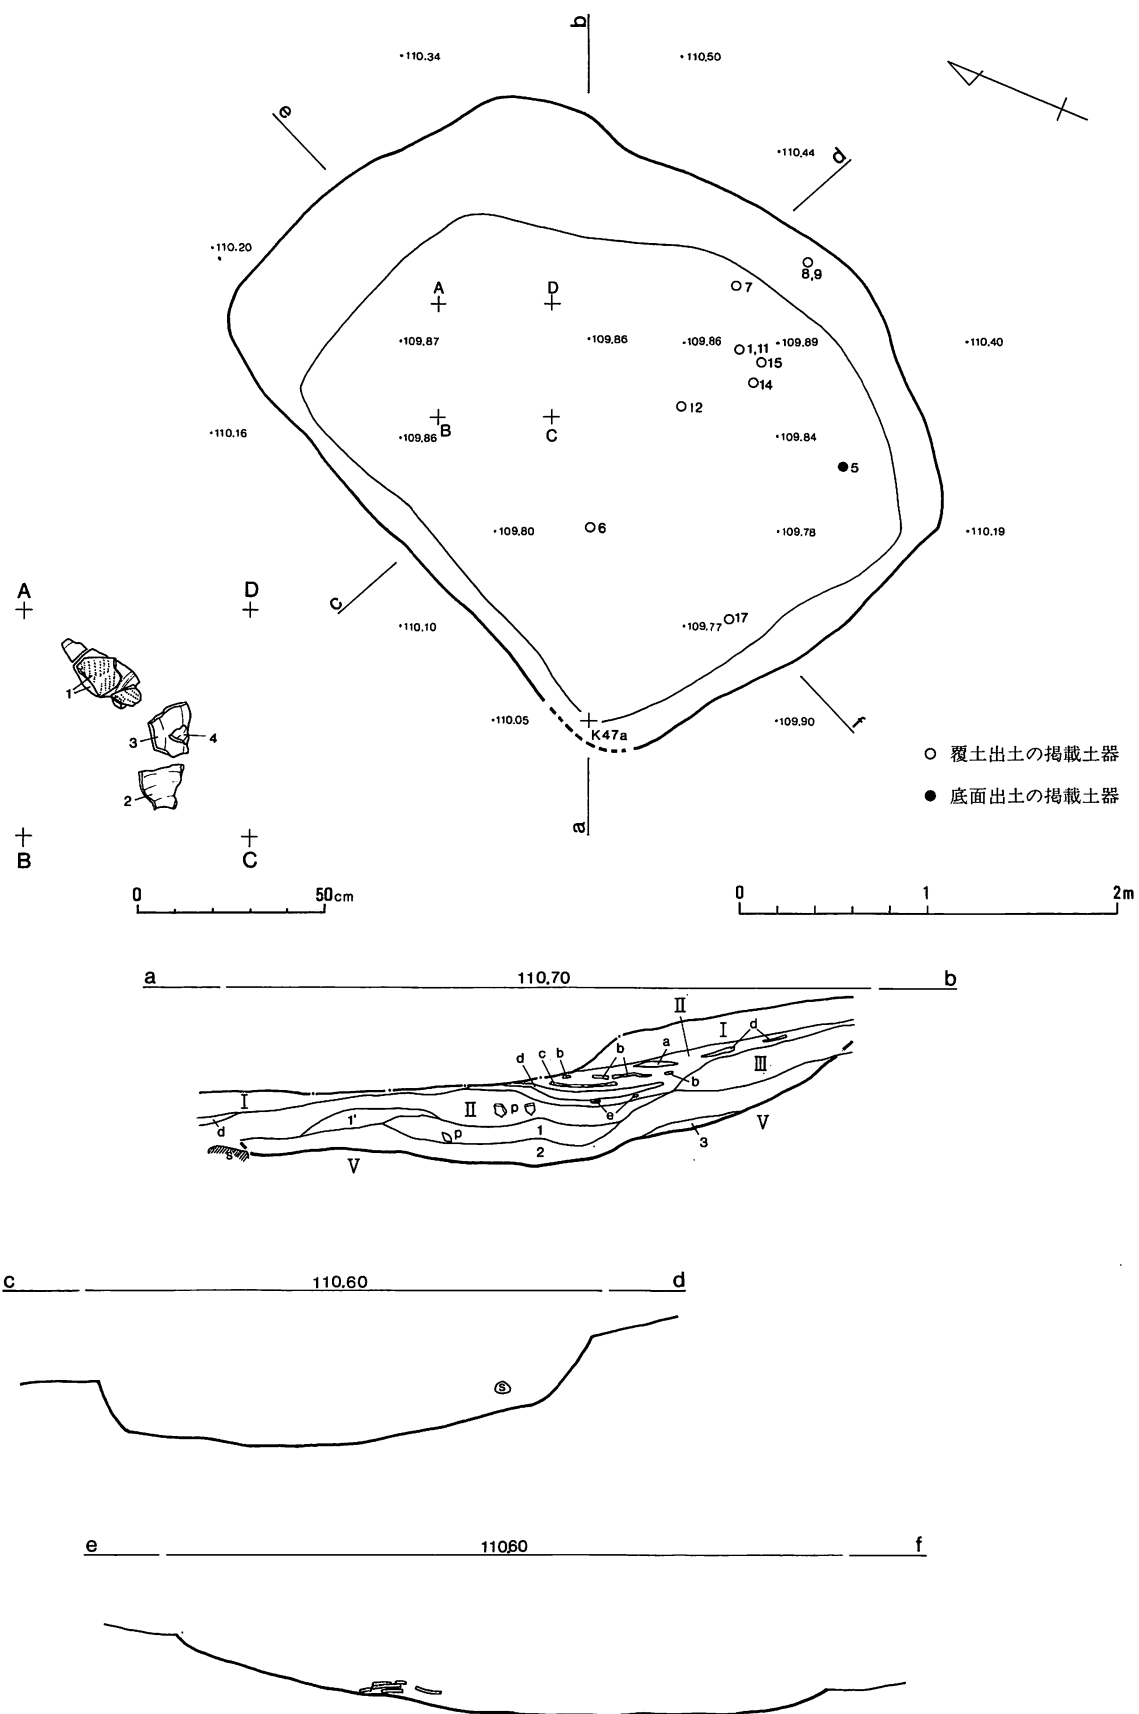 b
110.34
110.50
e
110.44
d
110.20
8,9
7
A D
109.87
109.86
109.86
1,11
109.89
110.40
15
14
12
110.16
B
109.86
C
109.84
5
109.80
6
109.78
110.19
A D
c
110.10
109.77
17
1
110.05
K47a
109.90
f
3 4
2
○ 覆土出土の掲載土器
● 底面出土の掲載土器
a
B C
0 50cm
0 1 2m
a 110.70 b
II
I
d
a
d c b b
III
b
I
II
P
e
1'
1
d
P
V
3
S
V
2
c 110.60 d
S
e 110.60 f